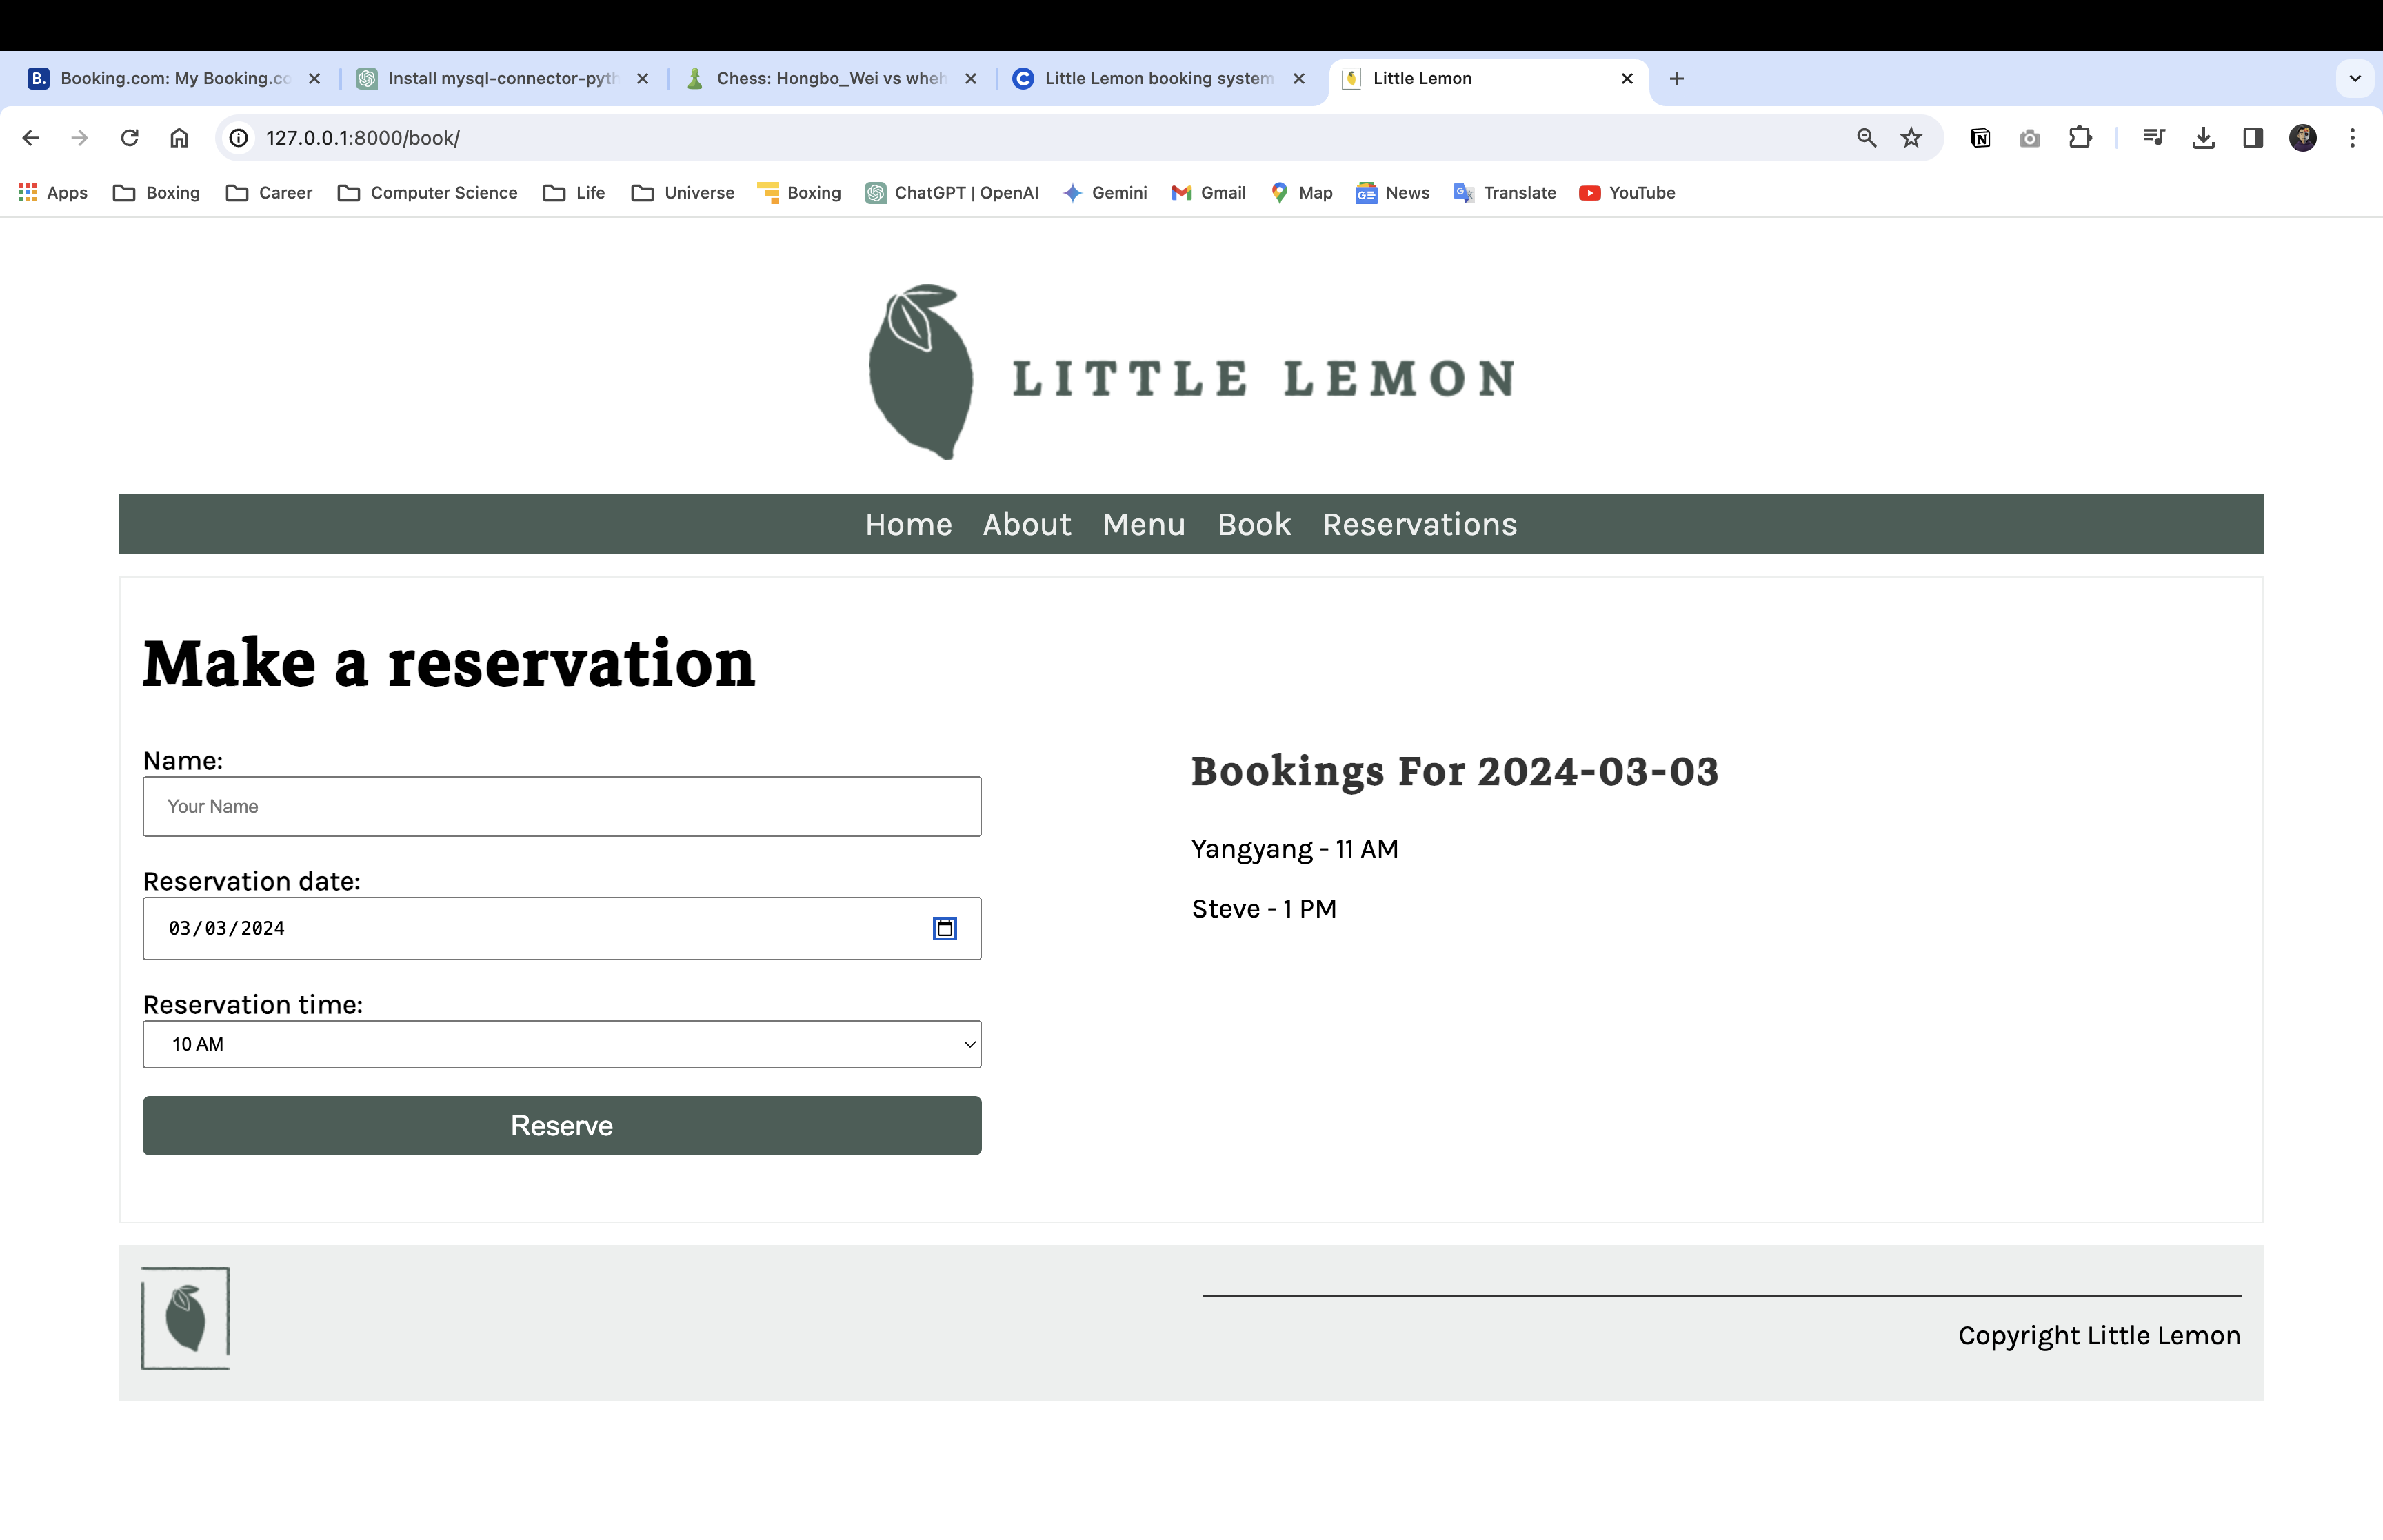 B. Booking.com: My Booking.co
Install mysql-connector-pyth
Chess: Hongbo_Wei vs wheh
Little Lemon booking system
Little Lemon
127.0.0.1:8000/book/
Apps Boxing Career Computer Science Life Universe Boxing ChatGPT | OpenAI Gemini Gmail Map News Translate YouTube
LITTLE LEMON
Home About Menu Book Reservations
Make a reservation
Name:
Your Name
Reservation date:
03/03/2024
Reservation time:
10 AM
Reserve
Bookings For 2024-03-03
Yangyang - 11 AM
Steve - 1 PM
Copyright Little Lemon